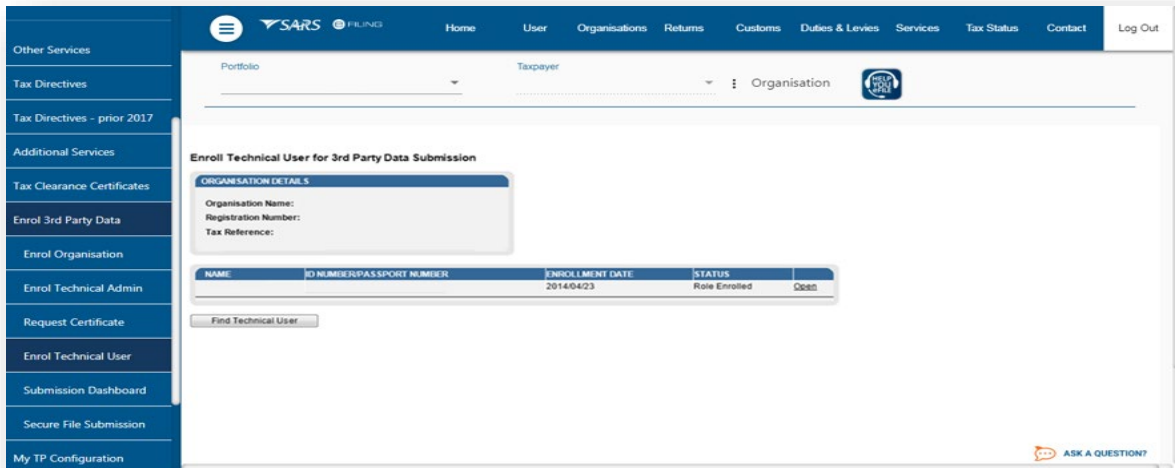 SARS eFILING
Home User Organisations Returns Customs Duties & Levies Services Tax Status Contact Log Out
Other Services
Tax Directives
Tax Directives - prior 2017
Additional Services
Tax Clearance Certificates
Enrol 3rd Party Data
Enrol Organisation
Enrol Technical Admin
Request Certificate
Enrol Technical User
Submission Dashboard
Secure File Submission
My TP Configuration
Portfolio Taxpayer
Organisation
HELP YOU eFILE
Enroll Technical User for 3rd Party Data Submission
ORGANISATION DETAILS
Organisation Name:
Registration Number:
Tax Reference:
NAME ID NUMBER/PASSPORT NUMBER ENROLLMENT DATE STATUS
2014/04/23 Role Enrolled Open
Find Technical User
ASK A QUESTION?